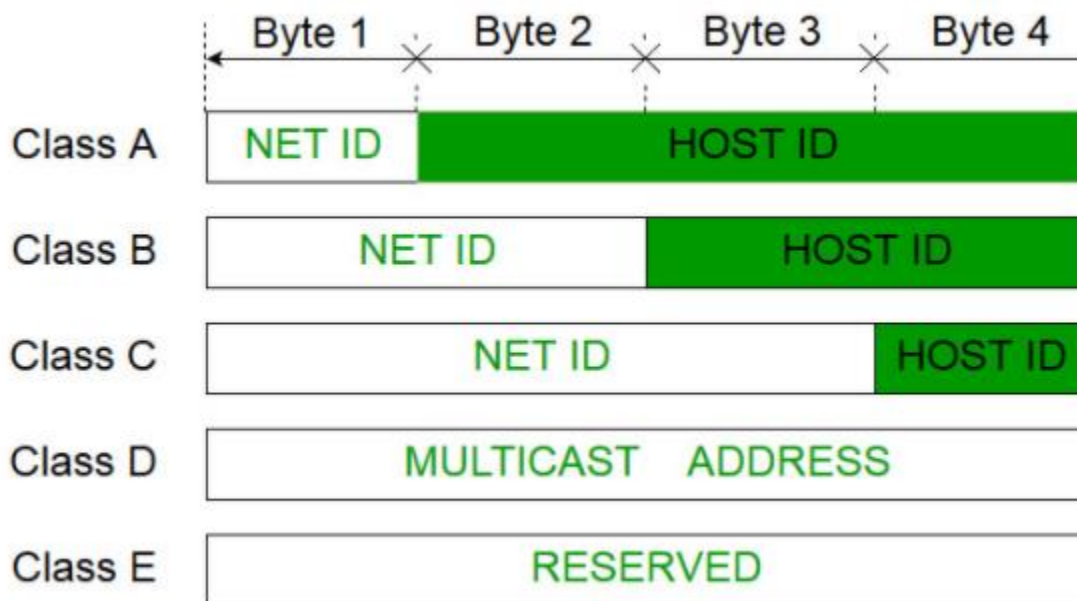 Byte 1 Byte 2 Byte 3 Byte 4
Class A NET ID HOST ID
Class B NET ID HOST ID
Class C NET ID HOST ID
Class D MULTICAST ADDRESS
Class E RESERVED